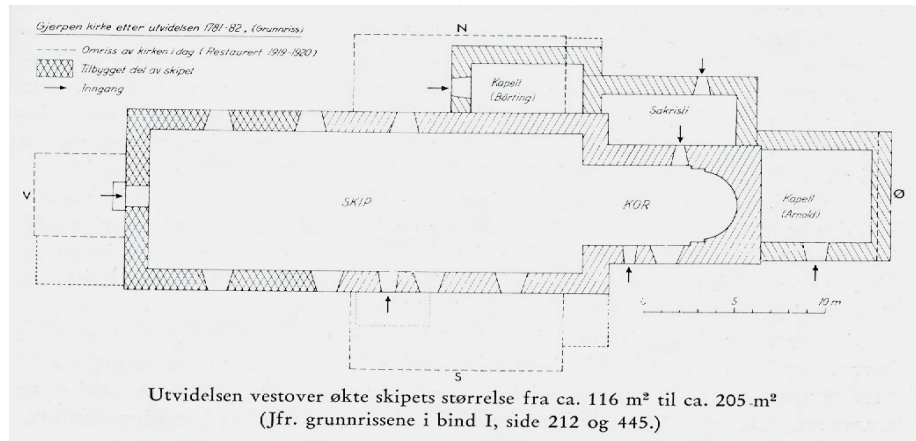 Gjerpen kirke etter utvidelsen 1781-82. (Grunnriss)
Omriss av kirken i dag (Restaurert 1919-1920)
Tilbygget del av skipet
Inngang
N
Kapell
(Börting)
Sakristi
V
SKIP
KOR
Kapell
(Arnold)
Ø
5
10 m
S
Utvidelsen vestover økte skipets størrelse fra ca. 116 m² til ca. 205 m²
(Jfr. grunnrissene i bind I, side 212 og 445.)